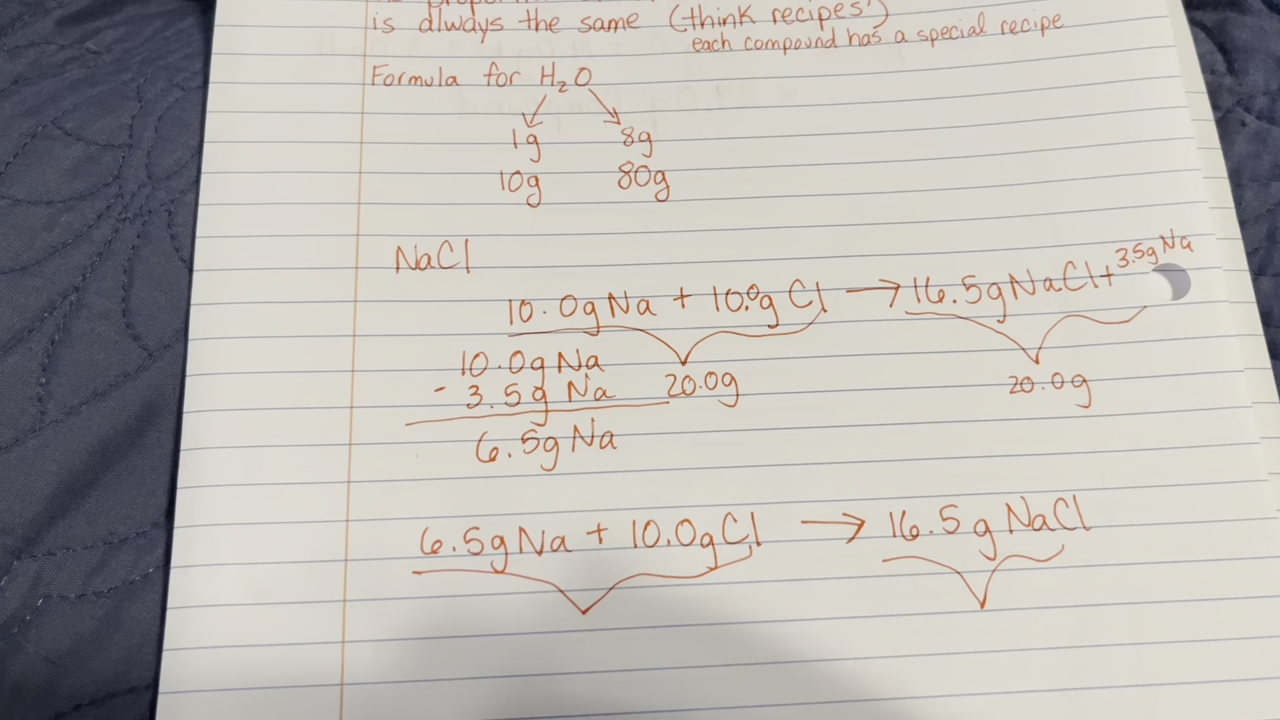 is always the same (think recipes!)
each compound has a special recipe
Formula for H₂O
1g 8g
10g 80g
NaCl
10.0g Na + 10.0g Cl → 16.5g NaCl + 3.5g Na
10.0g Na
- 3.5g Na 20.0g 20.0g
6.5g Na
6.5g Na + 10.0g Cl → 16.5g NaCl